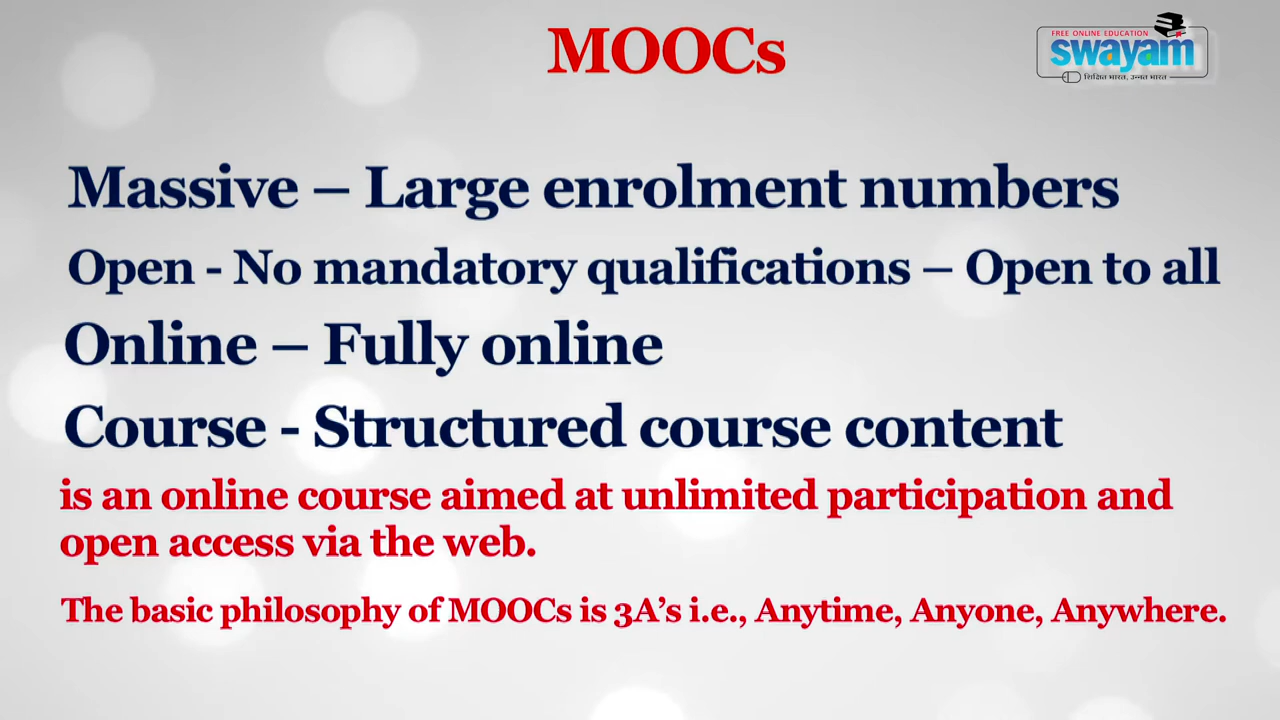 MOOCs
FREE ONLINE EDUCATION
swayam
शिक्षित भारत, उन्नत भारत
Massive – Large enrolment numbers
Open - No mandatory qualifications – Open to all
Online – Fully online
Course - Structured course content
is an online course aimed at unlimited participation and
open access via the web.
The basic philosophy of MOOCs is 3A’s i.e., Anytime, Anyone, Anywhere.